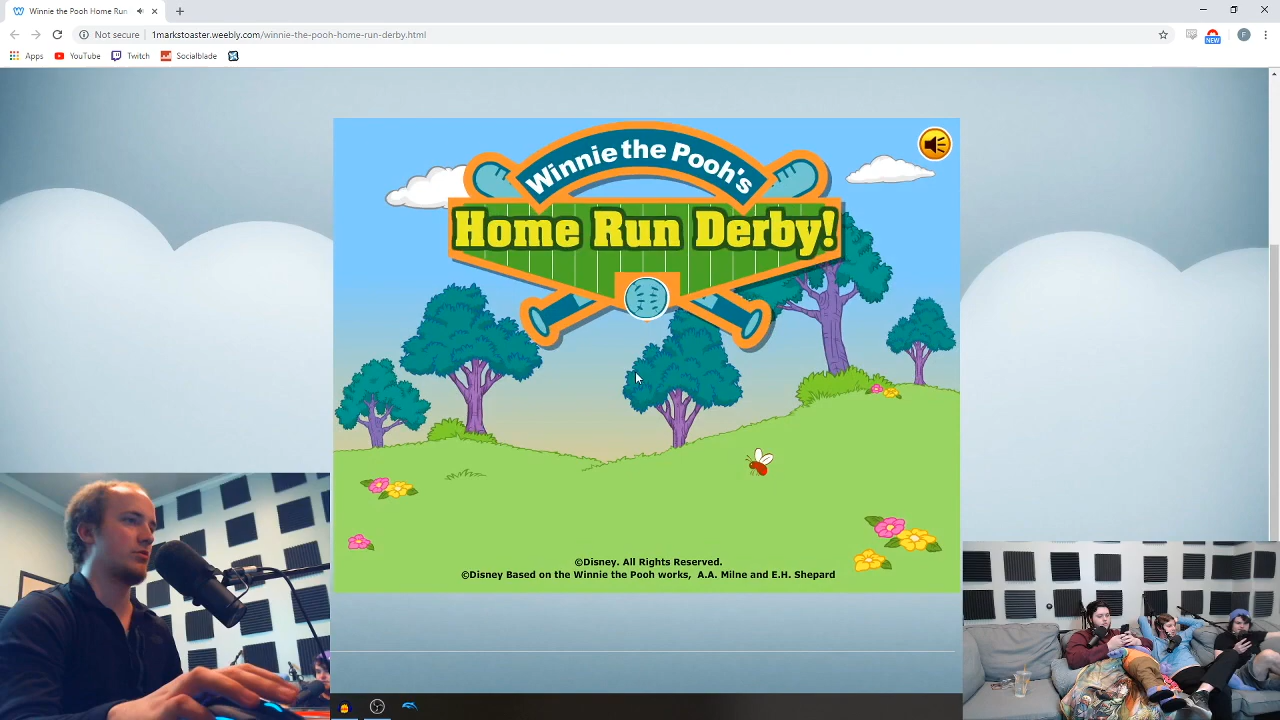 Winnie the Pooh Home Run
Not secure
1markstoaster.weebly.com/winnie-the-pooh-home-run-derby.html
NEW
F
Apps
YouTube
Twitch
Socialblade
Winnie the Pooh's
Home Run Derby!
©Disney. All Rights Reserved.
©Disney Based on the Winnie the Pooh works, A.A. Milne and E.H. Shepard